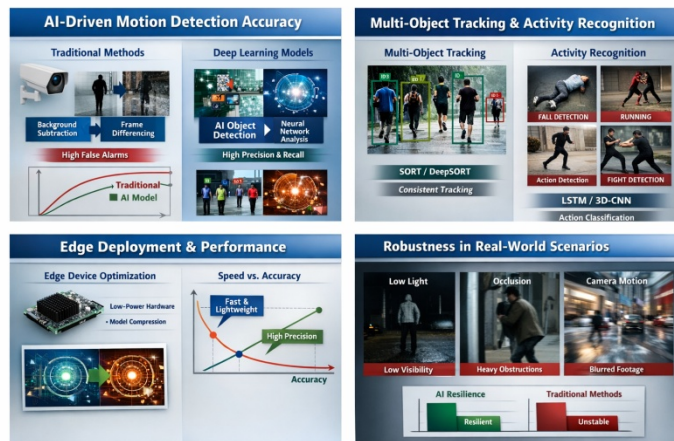 AI-Driven Motion Detection Accuracy
Traditional Methods
Deep Learning Models
Background Subtraction
Frame Differencing
High False Alarms
Traditional
AI Model
AI Object Detection
Neural Network Analysis
High Precision & Recall
Multi-Object Tracking & Activity Recognition
Multi-Object Tracking
Activity Recognition
SORT / DeepSORT
Consistent Tracking
FALL DETECTION
RUNNING
Action Detection
FIGHT DETECTION
LSTM / 3D-CNN
Action Classification
Edge Deployment & Performance
Edge Device Optimization
Low-Power Hardware
• Model Compression
Speed vs. Accuracy
Fast & Lightweight
High Precision
Accuracy
Robustness in Real-World Scenarios
Low Light
Occlusion
Camera Motion
Low Visibility
Heavy Obstructions
Blurred Footage
AI Resilience
Traditional Methods
Resilient
Unstable